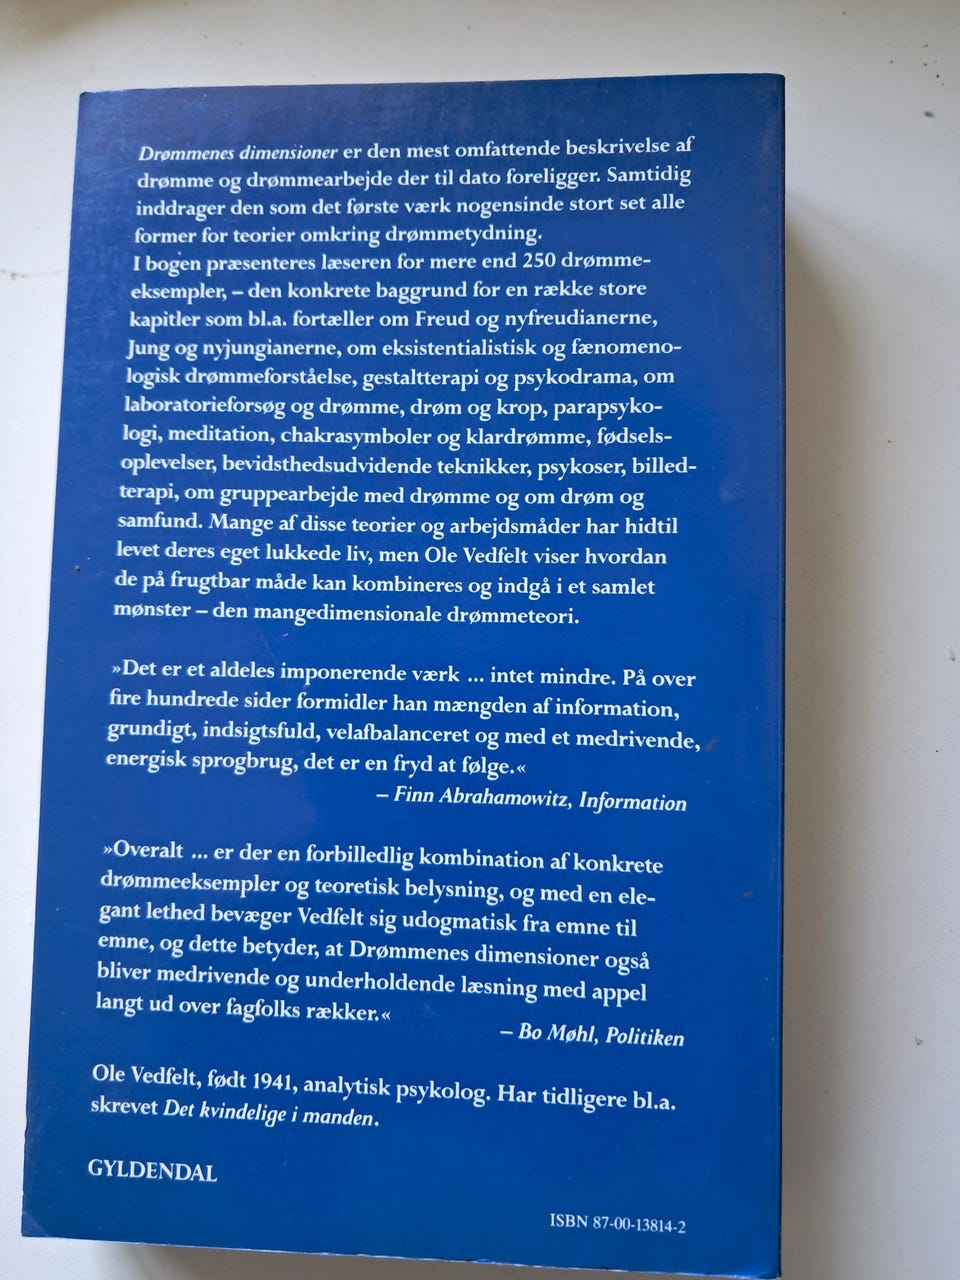 Drømmenes dimensioner er den mest omfattende beskrivelse af
drømme og drømmearbejde der til dato foreligger. Samtidig
inddrager den som det første værk nogensinde stort set alle
former for teorier omkring drømmetydning.
I bogen præsenteres læseren for mere end 250 drømme-
eksempler, – den konkrete baggrund for en række store
kapitler som bl.a. fortæller om Freud og nyfreudianerne,
Jung og nyjungianerne, om eksistentialistisk og fænomeno-
logisk drømmeforståelse, gestaltterapi og psykodrama, om
laboratorieforsøg og drømme, drøm og krop, parapsyko-
logi, meditation, chakrasymboler og klardrømme, fødsels-
oplevelser, bevidsthedsudvidende teknikker, psykoser, billed-
terapi, om gruppearbejde med drømme og om drøm og
samfund. Mange af disse teorier og arbejdsmåder har hidtil
levet deres eget lukkede liv, men Ole Vedfelt viser hvordan
de på frugtbar måde kan kombineres og indgå i et samlet
mønster – den mangedimensionale drømmeteori.
»Det er et aldeles imponerende værk ... intet mindre. På over
fire hundrede sider formidler han mængden af information,
grundigt, indsigtsfuld, velafbalanceret og med et medrivende,
energisk sprogbrug, det er en fryd at følge.«
– Finn Abrahamowitz, Information
»Overalt ... er der en forbilledlig kombination af konkrete
drømmeeksempler og teoretisk belysning, og med en ele-
gant lethed bevæger Vedfelt sig udogmatisk fra emne til
emne, og dette betyder, at Drømmenes dimensioner også
bliver medrivende og underholdende læsning med appel
langt ud over fagfolks rækker.«
– Bo Møhl, Politiken
Ole Vedfelt, født 1941, analytisk psykolog. Har tidligere bl.a.
skrevet Det kvindelige i manden.
GYLDENDAL
ISBN 87-00-13814-2